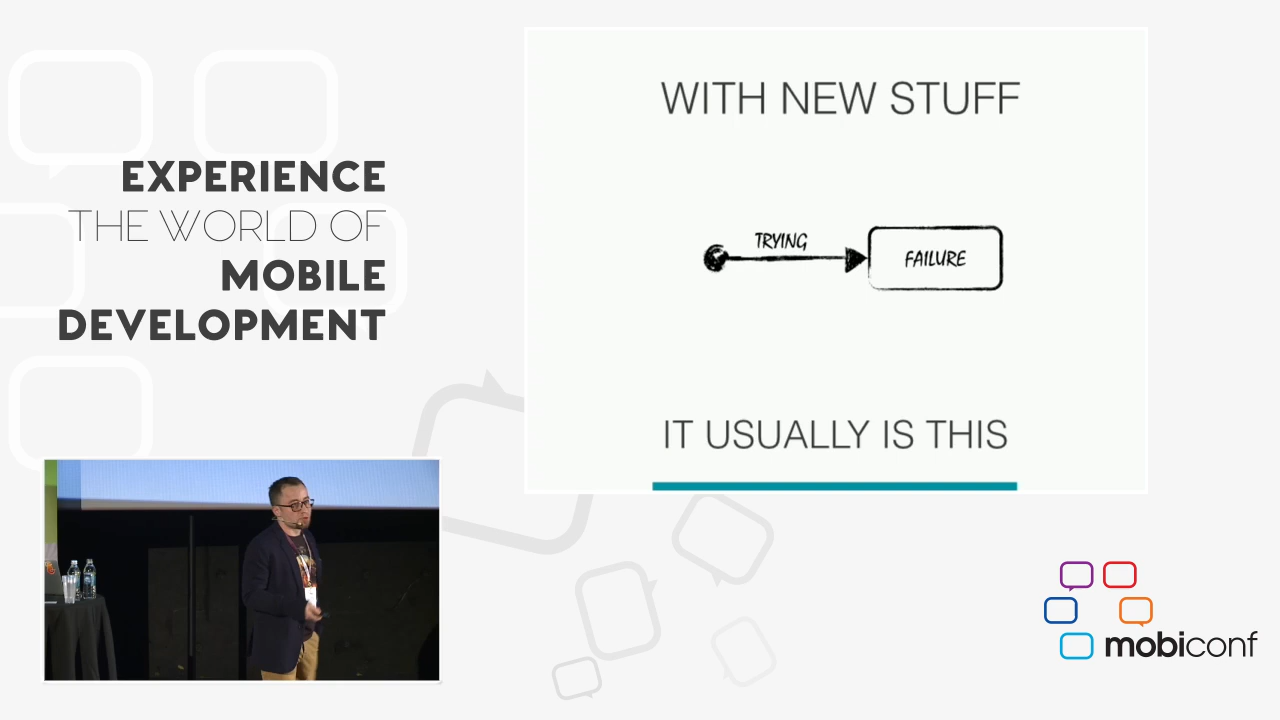 EXPERIENCE
THE WORLD OF
MOBILE
DEVELOPMENT
WITH NEW STUFF
TRYING
FAILURE
IT USUALLY IS THIS
mobiconf